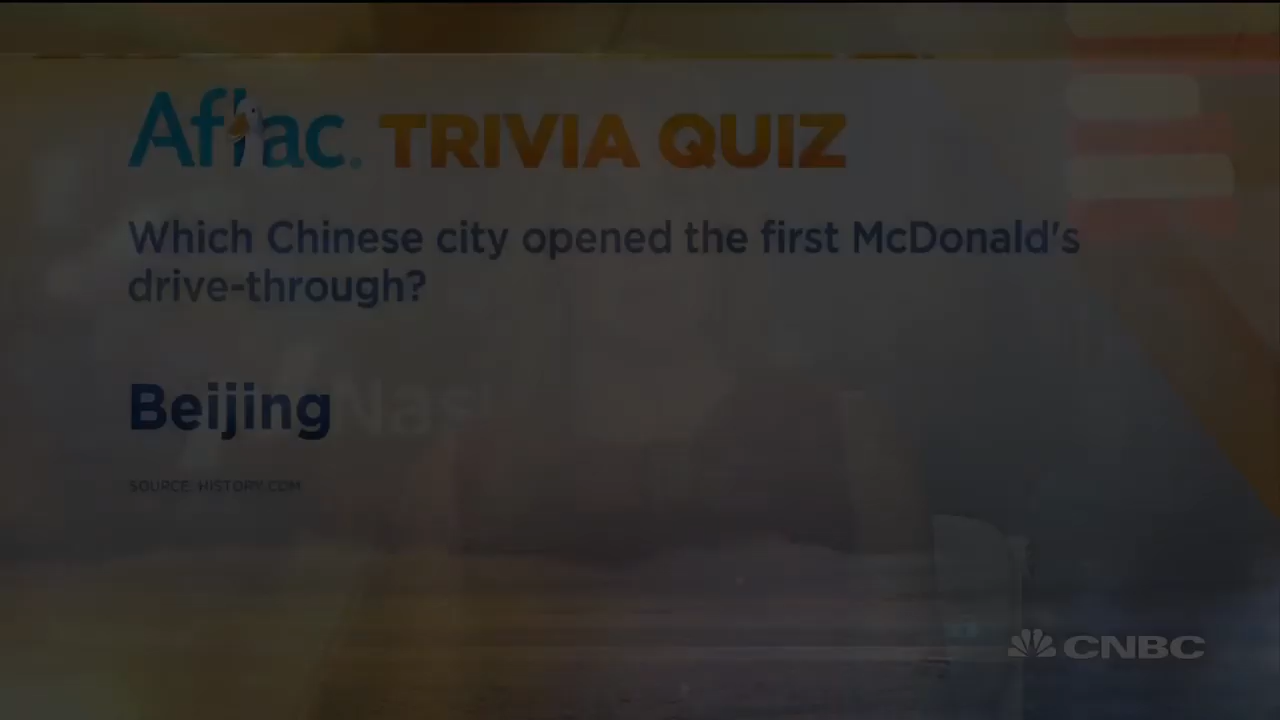 Aflac. TRIVIA QUIZ
Which Chinese city opened the first McDonald's
drive-through?
Beijing
SOURCE: HISTORY.COM
CNBC